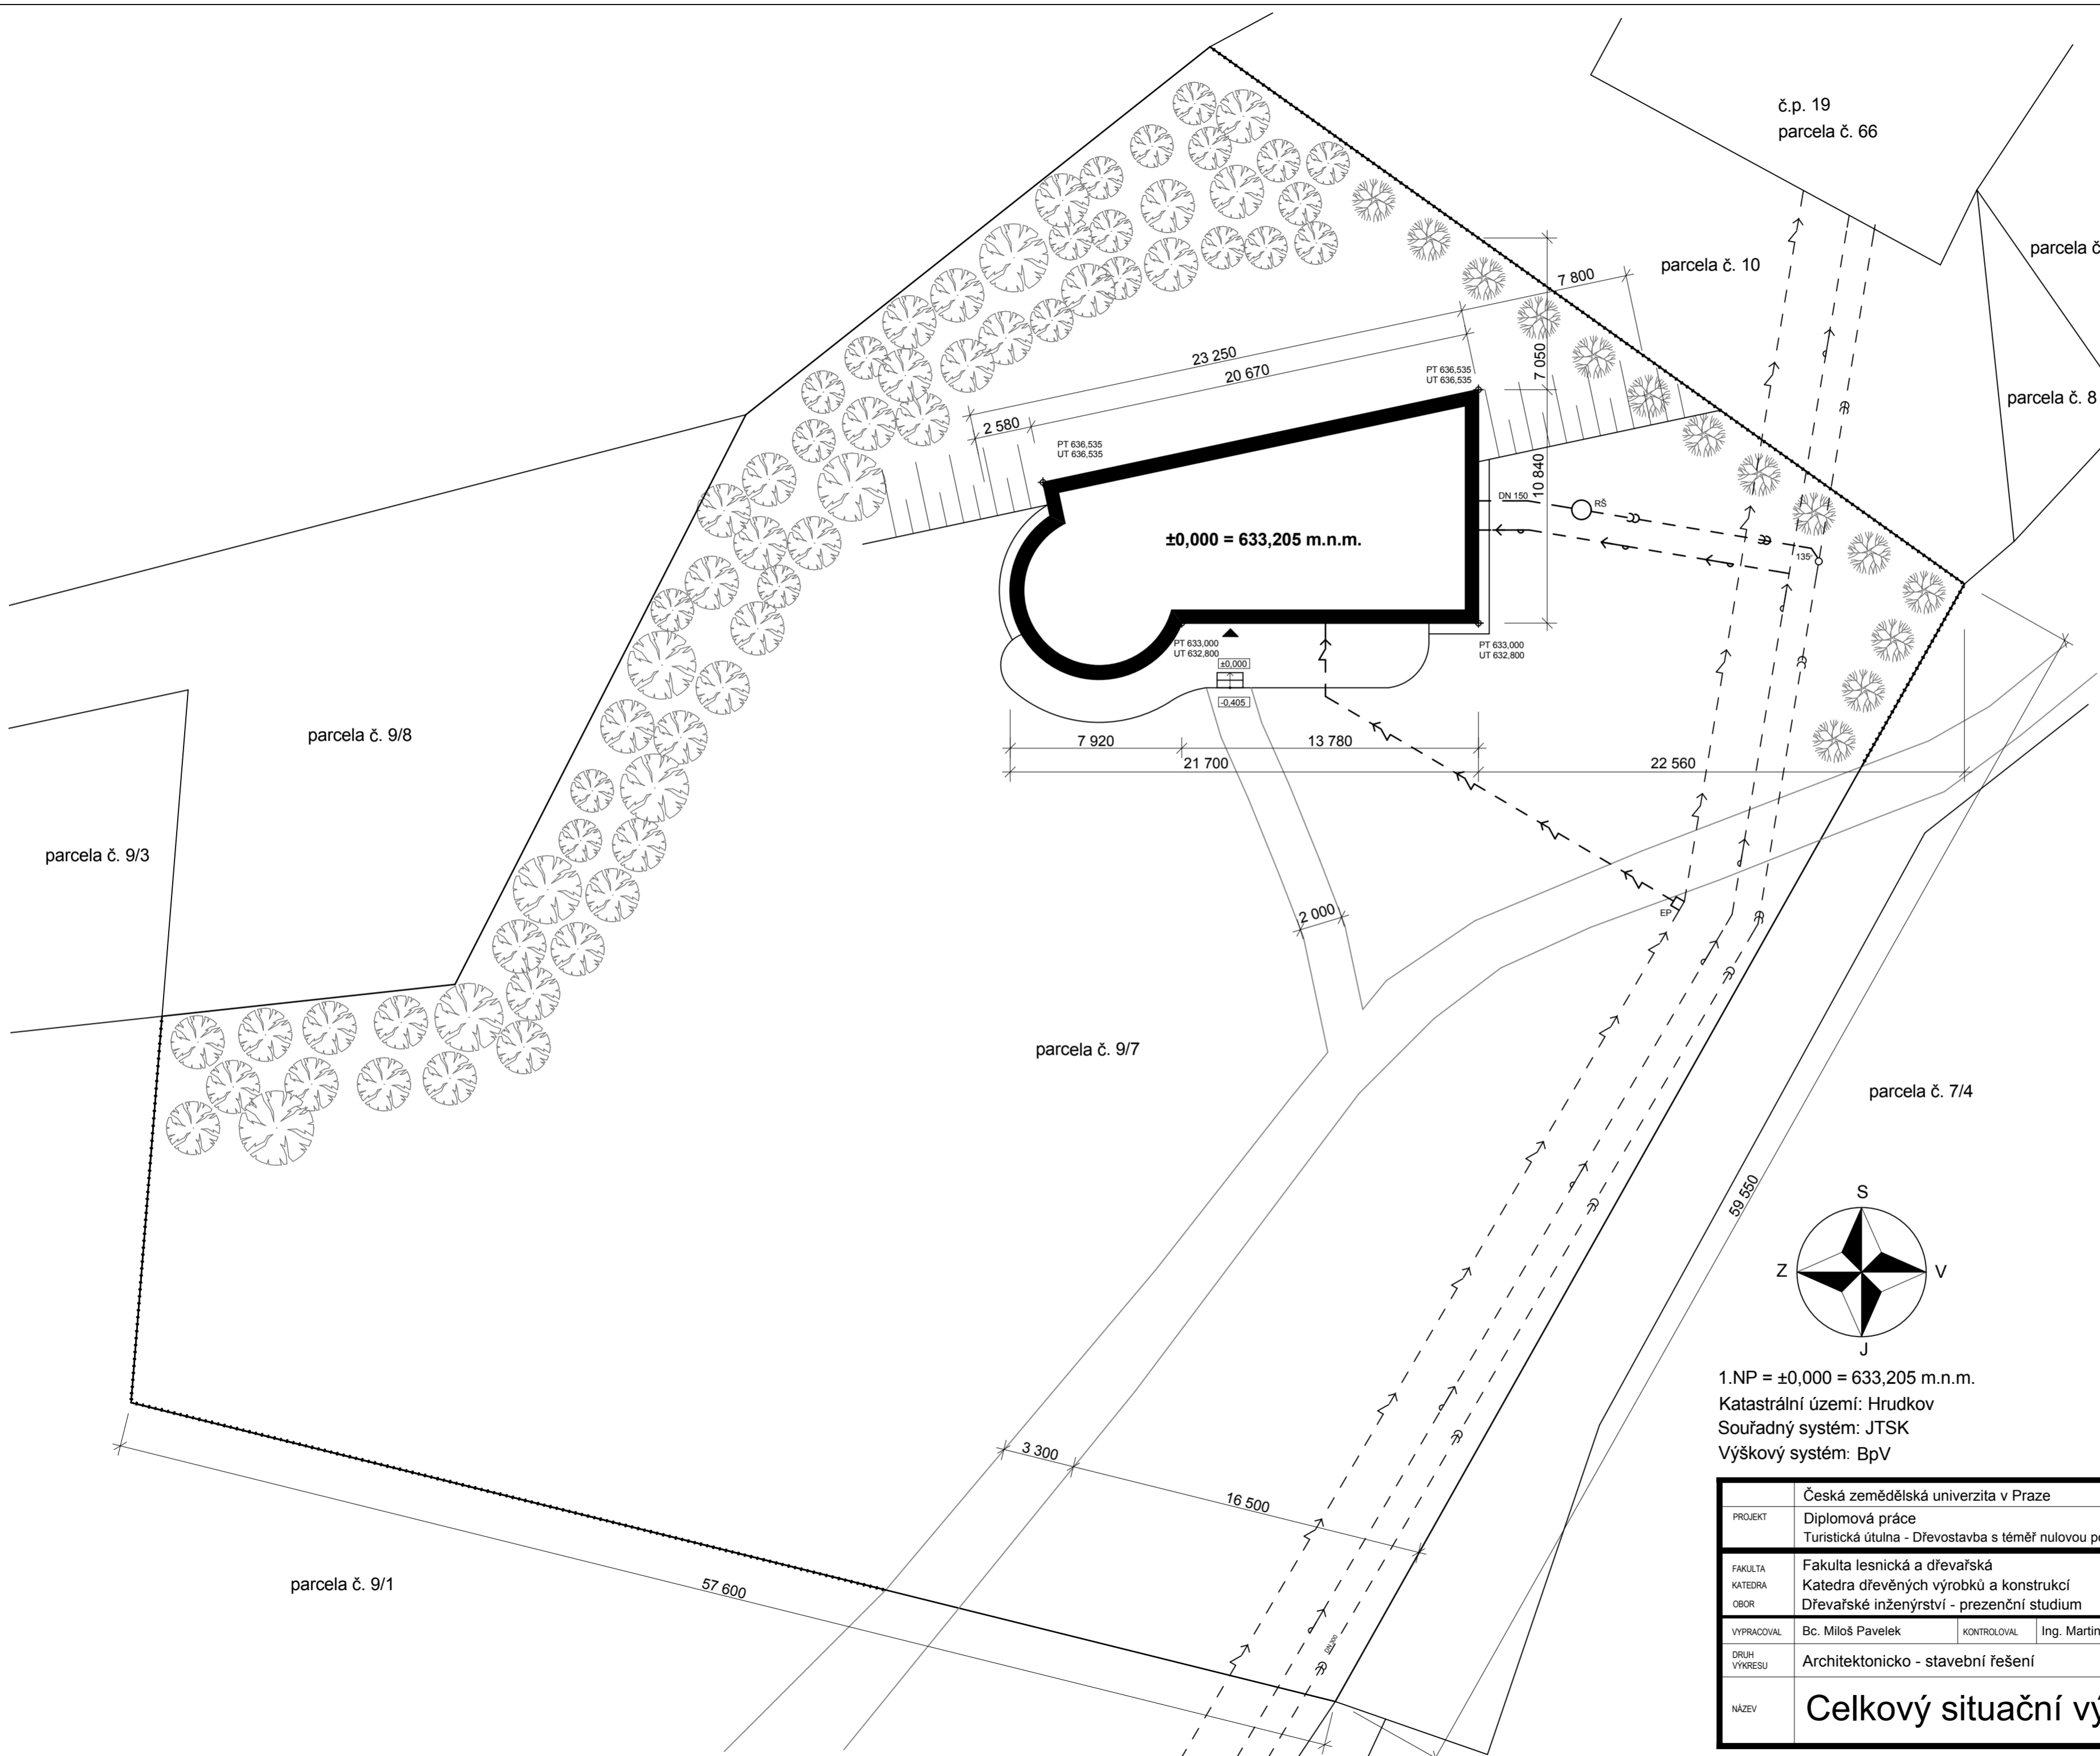 č.p. 19
parcela č. 66
parcela č
parcela č. 10
7 800
parcela č. 8
23 250
20 670
7 050
PT 636,535
UT 636,535
2 580
PT 636,535
UT 636,535
10 840
DN 150
RŠ
±0,000 = 633,205 m.n.m.
135°
PT 633,000
UT 632,800
PT 633,000
UT 632,800
±0,000
-0,405
parcela č. 9/8
7 920
13 780
21 700
22 560
parcela č. 9/3
EP
2 000
parcela č. 9/7
parcela č. 7/4
59 550
S
Z
V
J
1.NP = ±0,000 = 633,205 m.n.m.
Katastrální území: Hrudkov
Souřadný systém: JTSK
Výškový systém: BpV
3 300
16 500
57 600
parcela č. 9/1
DN 300
Česká zemědělská univerzita v Praze
PROJEKT Diplomová práce
Turistická útulna - Dřevostavba s téměř nulovou
FAKULTA Fakulta lesnická a dřevařská
KATEDRA Katedra dřevěných výrobků a konstrukcí
OBOR Dřevařské inženýrství - prezenční studium
VYPRACOVAL Bc. Miloš Pavelek KONTROLOVAL Ing. Martin
DRUH VÝKRESU Architektonicko - stavební řešení
NÁZEV Celkový situační vý